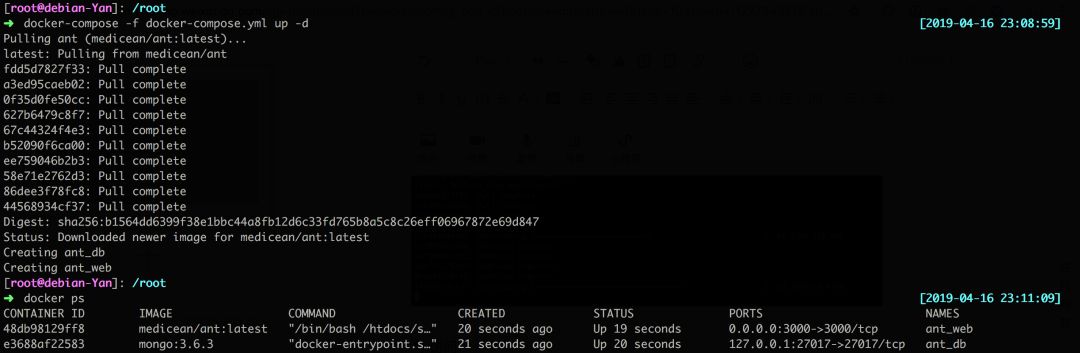 [root@debian-Yan]: /root
➜ docker-compose -f docker-compose.yml up -d [2019-04-16 23:08:59]
Pulling ant (medicean/ant:latest)...
latest: Pulling from medicean/ant
fdd5d7827f33: Pull complete
a3ed95caeb02: Pull complete
0f35d0fe50cc: Pull complete
627b6479c8f7: Pull complete
67c44324f4e3: Pull complete
b52090f6ca00: Pull complete
ee759046b2b3: Pull complete
58e71e2762d3: Pull complete
86dee3f78fc8: Pull complete
44568934cf37: Pull complete
Digest: sha256:b1564dd6399f38e1bbc44a8fb12d6c33fd765b8a5c8c26eff06967872e69d847
Status: Downloaded newer image for medicean/ant:latest
Creating ant_db
Creating ant_web
[root@debian-Yan]: /root
➜ docker ps [2019-04-16 23:11:09]
CONTAINER ID IMAGE COMMAND CREATED STATUS PORTS NAMES
48db98129ff8 medicean/ant:latest "/bin/bash /htdocs/s…" 20 seconds ago Up 19 seconds 0.0.0.0:3000->3000/tcp ant_web
e3688af22583 mongo:3.6.3 "docker-entrypoint.s…" 21 seconds ago Up 20 seconds 127.0.0.1:27017->27017/tcp ant_db